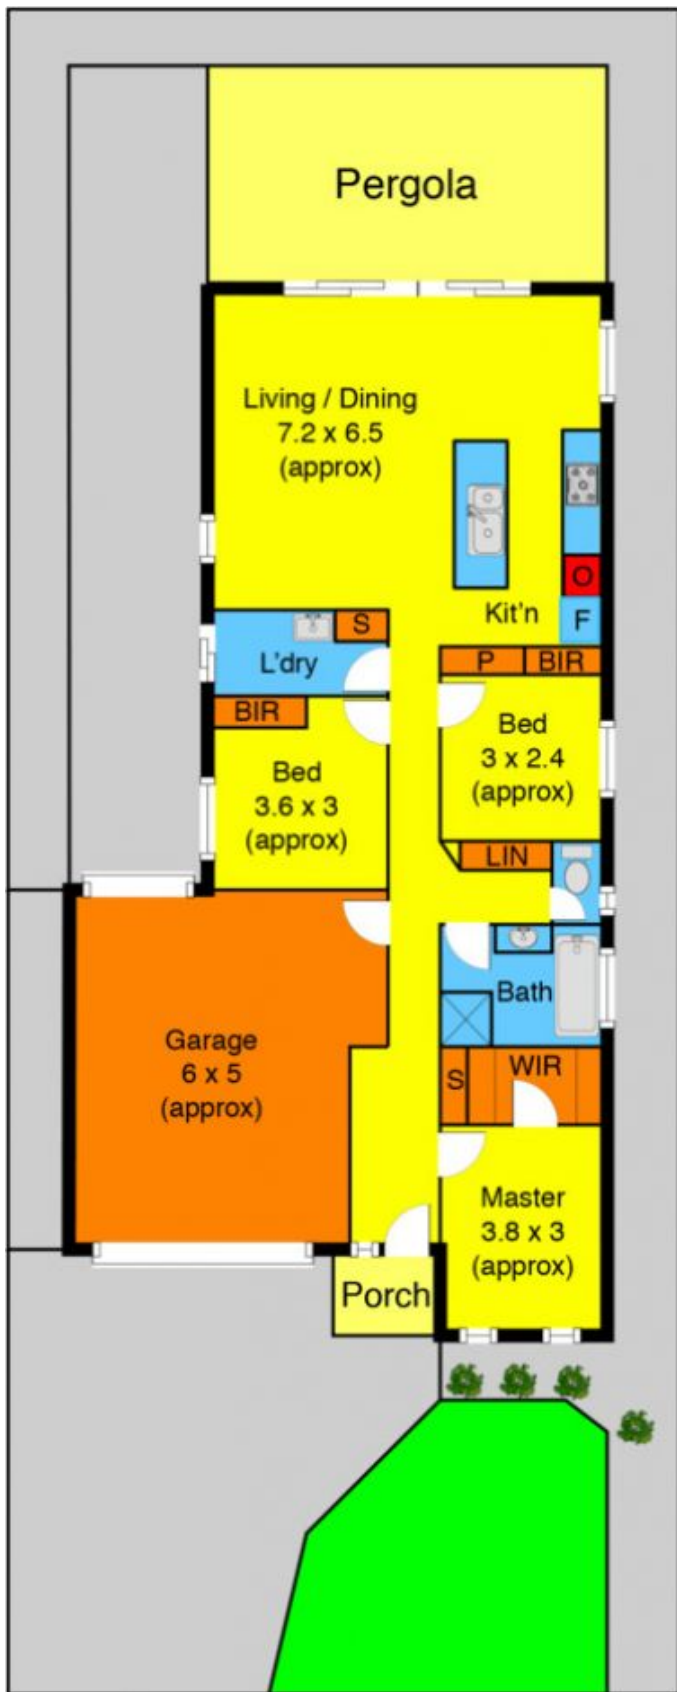 Pergola
Living / Dining
7.2 x 6.5
(approx)
O
Kit'n
F
S
L'dry
P
BIR
BIR
Bed
3 x 2.4
(approx)
Bed
3.6 x 3
(approx)
LIN
Bath
Garage
6 x 5
(approx)
S
WIR
Master
3.8 x 3
(approx)
Porch